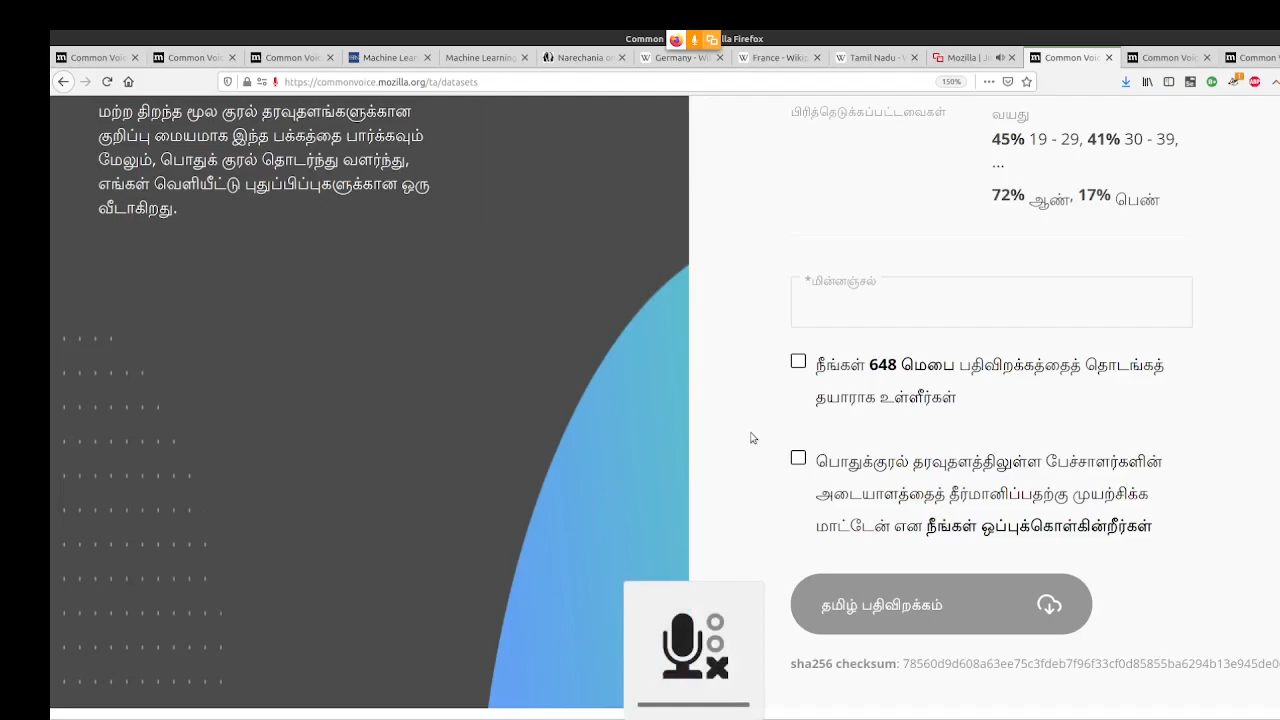 Common
lla Firefox
Common Voi
Common Voi
Common Voi
Machine Lear
Machine Learning
Narechania or
Germany - Wi
France - Wikip
Tamil Nadu - W
Mozilla | Ji
Common Voi
Common Voi
Common Vo
https://commonvoice.mozilla.org/ta/datasets
150%
மற்ற திறந்த மூல குரல் தரவுதளங்களுக்கான
குறிப்பு மையமாக இந்த பக்கத்தை பார்க்கவும்
மேலும், பொதுக் குரல் தொடர்ந்து வளர்ந்து,
எங்கள் வெளியீட்டு புதுப்பிப்புகளுக்கான ஒரு
வீடாகிறது.
பிரித்தெடுக்கப்பட்டவைகள்
வயது
45% 19 - 29, 41% 30 - 39,
...
72% ஆண், 17% பெண்
*மின்னஞ்சல்
நீங்கள் 648 மெபை பதிவிறக்கத்தைத் தொடங்கத்
தயாராக உள்ளீர்கள்
பொதுக்குரல் தரவுதளத்திலுள்ள பேச்சாளர்களின்
அடையாளத்தைத் தீர்மானிப்பதற்கு முயற்சிக்க
மாட்டேன் என நீங்கள் ஒப்புக்கொள்கின்றீர்கள்
தமிழ் பதிவிறக்கம்
sha256 checksum: 78560d9d608a63ee75c3fdeb7f96f33cf0d85855ba6294b13e945de0